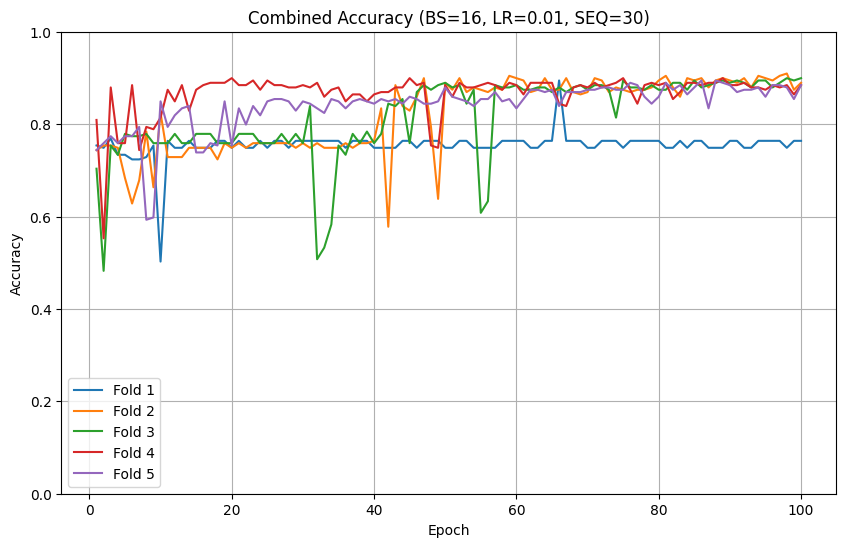 Combined Accuracy (BS=16, LR=0.01, SEQ=30)
1.0
0.8
0.6
0.4
0.2
0.0
Accuracy
Fold 1
Fold 2
Fold 3
Fold 4
Fold 5
0 20 40 60 80 100
Epoch